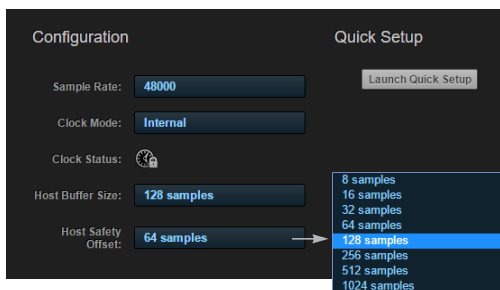 Configuration
Quick Setup
Sample Rate:
48000
Launch Quick Setup
Clock Mode:
Internal
Clock Status:
Host Buffer Size:
128 samples
Host Safety
Offset:
64 samples
8 samples
16 samples
32 samples
64 samples
128 samples
256 samples
512 samples
1024 samples